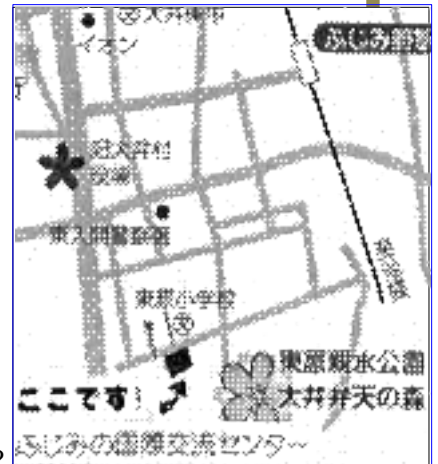 イオン
ふじみ野駅
旧大井村
役場
東入間警察署
東原小学校
東原親水公園
大井弁天の森
ここです!
ふじみの国際交流センター